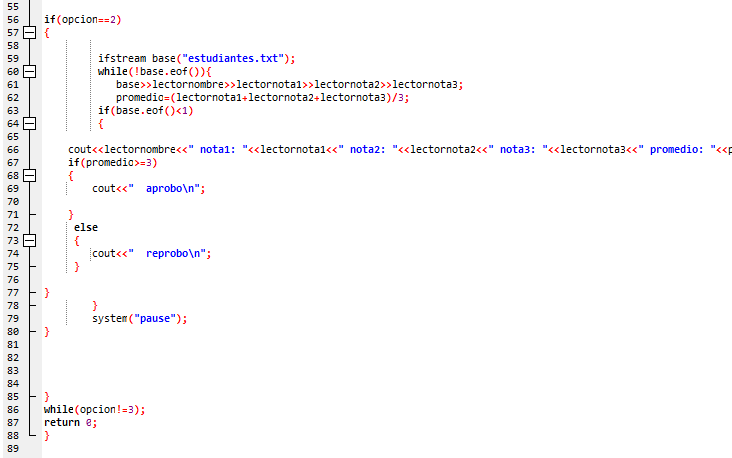 55
56 if(opcion==2)
57 {
58
59 ifstream base("estudiantes.txt");
60 while(!base.eof()){
61 base>>lectornombre>>lectornota1>>lectornota2>>lectornota3;
62 promedio=(lectornota1+lectornota2+lectornota3)/3;
63 if(base.eof()<1)
64 {
65
66 cout<<lectornombre<<" nota1: "<<lectornota1<<" nota2: "<<lectornota2<<" nota3: "<<lectornota3<<" promedio: "<<p
67 if(promedio>=3)
68 {
69 cout<<"  aprobo\n";
70
71 }
72 else
73 {
74 cout<<"  reprobo\n";
75 }
76
77 }
78 }
79 system("pause");
80 }
81
82
83
84
85 }
86 while(opcion!=3);
87 return 0;
88 }
89